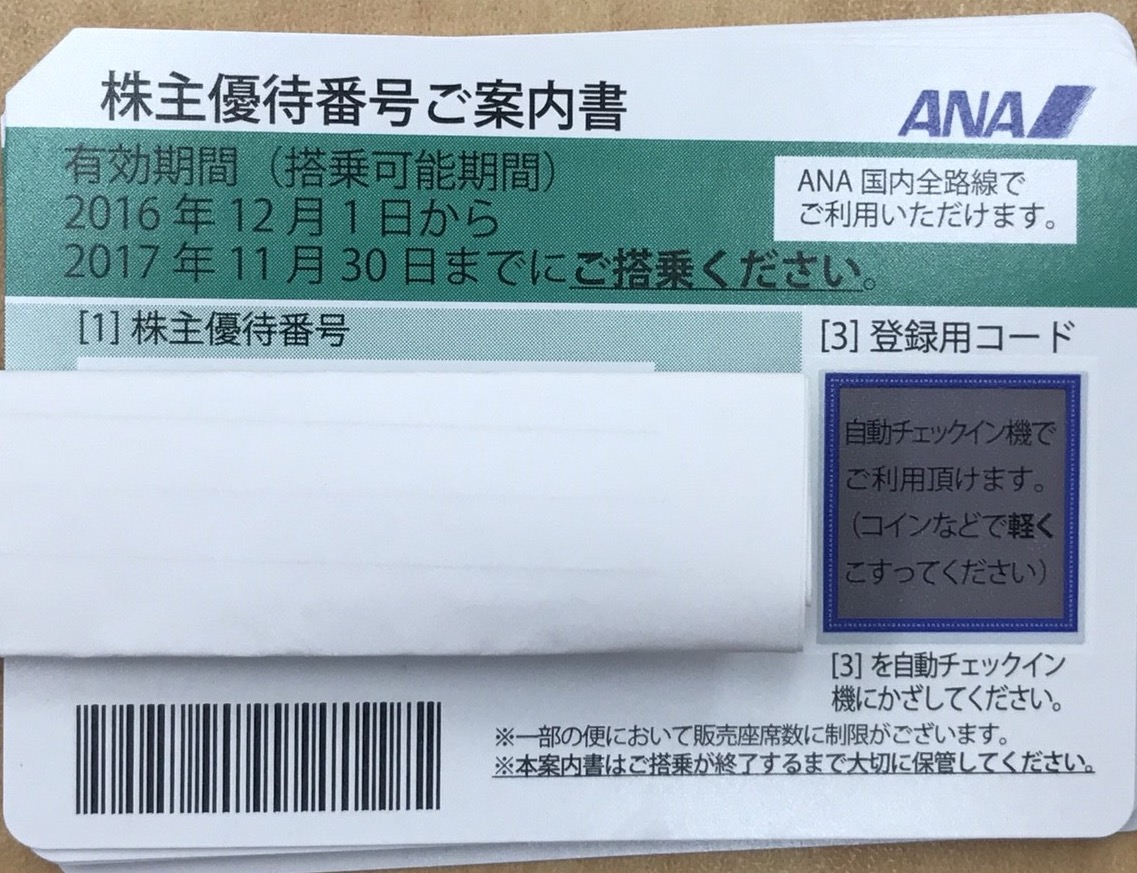 株主優待番号ご案内書
ANA
有効期間（搭乗可能期間）
2016年12月1日から
2017年11月30日までにご搭乗ください。
ANA国内全路線で
ご利用いただけます。
[1] 株主優待番号
[3] 登録用コード
自動チェックイン機で
ご利用頂けます。
（コインなどで軽く
こすってください）
[3] を自動チェックイン
機にかざしてください。
※一部の便において販売座席数に制限がございます。
※本案内書はご搭乗が終了するまで大切に保管してください。